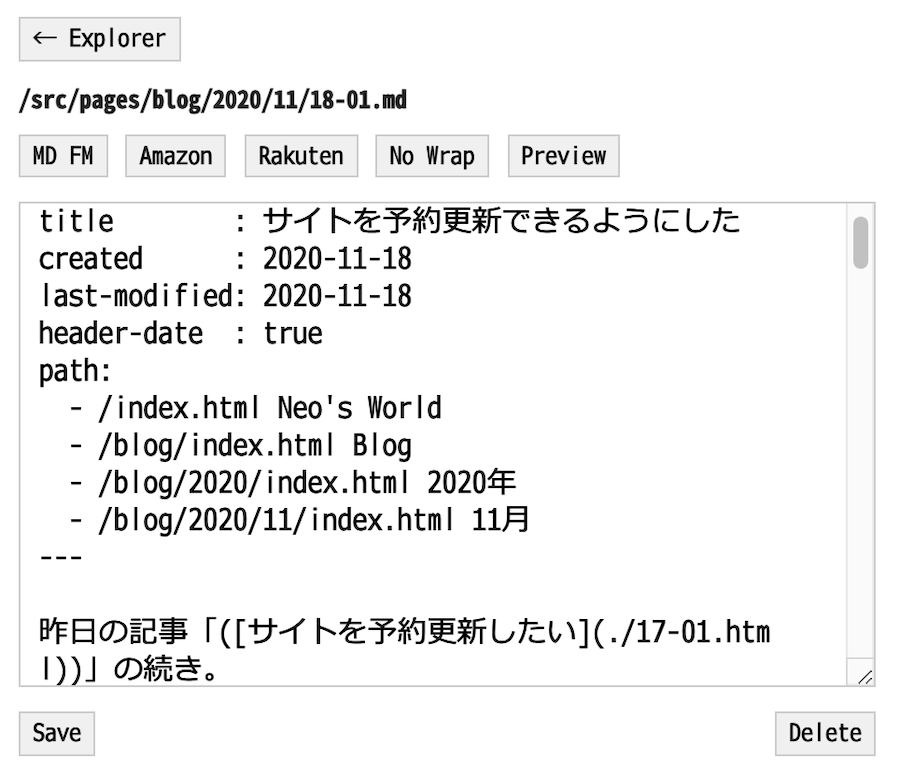 ← Explorer
/src/pages/blog/2020/11/18-01.md
MD FM Amazon Rakuten No Wrap Preview
title        : サイトを予約更新できるようにした
created      : 2020-11-18
last-modified: 2020-11-18
header-date  : true
path:
  - /index.html Neo's World
  - /blog/index.html Blog
  - /blog/2020/index.html 2020年
  - /blog/2020/11/index.html 11月
---
昨日の記事「([サイトを予約更新したい](./17-01.htm
l))」の続き。
Save Delete